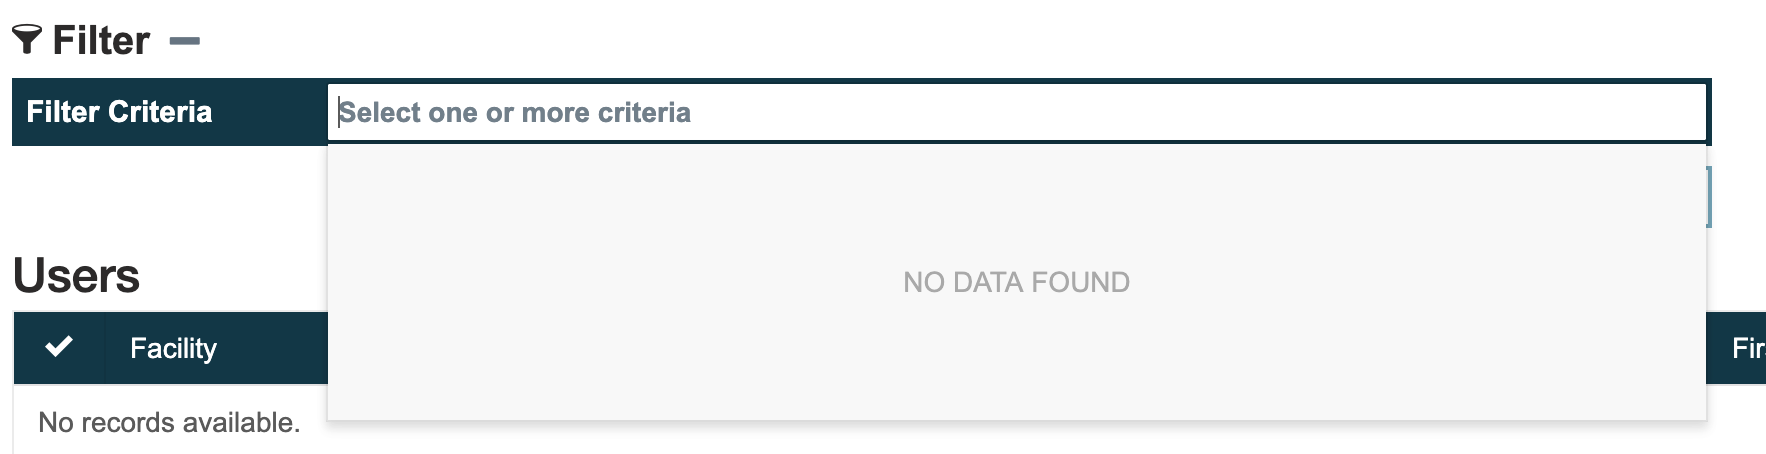 Filter
Filter Criteria
Select one or more criteria
NO DATA FOUND
Users
Facility
No records available.